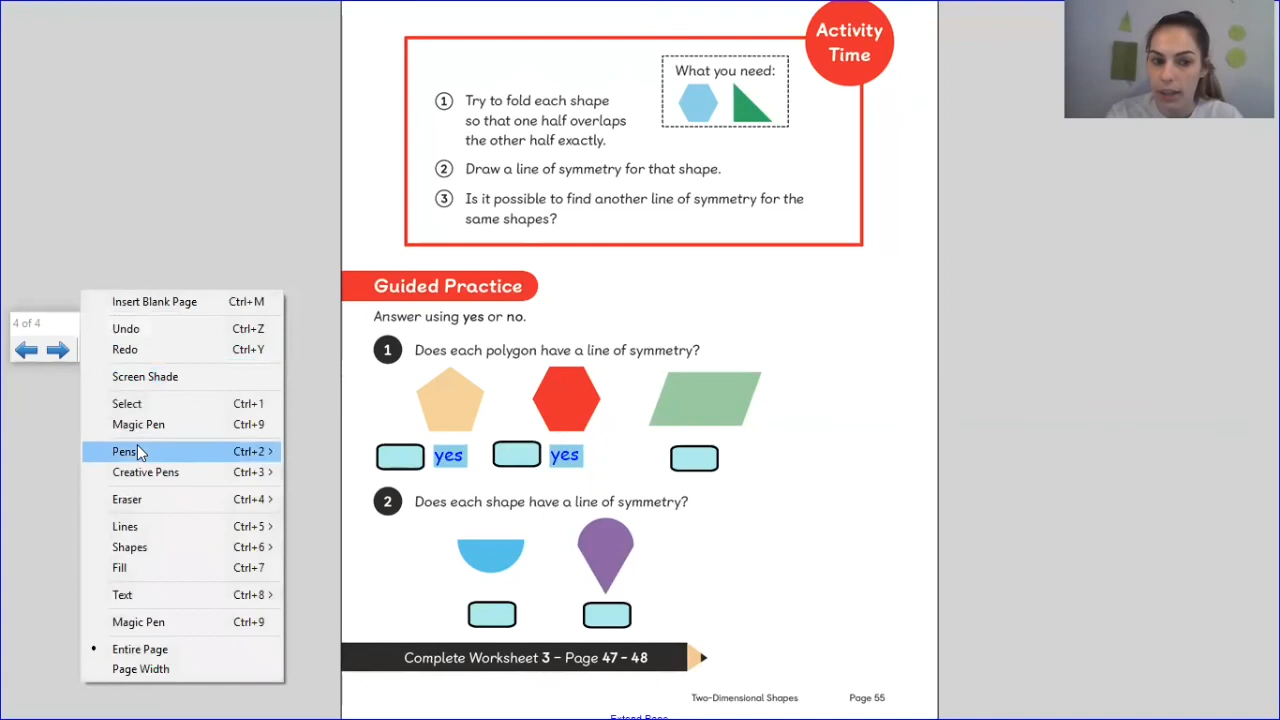 Activity
Time
What you need:
1 Try to fold each shape
so that one half overlaps
the other half exactly.
2 Draw a line of symmetry for that shape.
3 Is it possible to find another line of symmetry for the
same shapes?
Guided Practice
Answer using yes or no.
1 Does each polygon have a line of symmetry?
yes yes
2 Does each shape have a line of symmetry?
Complete Worksheet 3 – Page 47 - 48
Two-Dimensional Shapes Page 55
Extend Page
4 of 4
Insert Blank Page Ctrl+M
Undo Ctrl+Z
Redo Ctrl+Y
Screen Shade
Select Ctrl+1
Magic Pen Ctrl+9
Pens Ctrl+2
Creative Pens Ctrl+3
Eraser Ctrl+4
Lines Ctrl+5
Shapes Ctrl+6
Fill Ctrl+7
Text Ctrl+8
Magic Pen Ctrl+9
Entire Page
Page Width